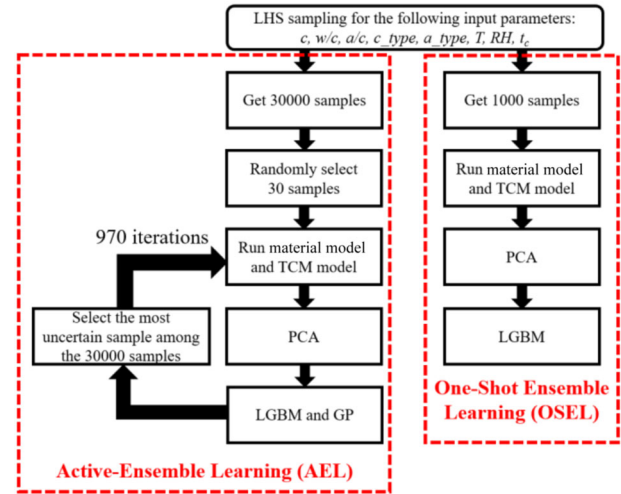 LHS sampling for the following input parameters:
c, w/c, a/c, c_type, a_type, T, RH, tc
Get 30000 samples
Randomly select
30 samples
970 iterations
Run material model
and TCM model
Select the most
uncertain sample among
the 30000 samples
PCA
LGBM and GP
Active-Ensemble Learning (AEL)
Get 1000 samples
Run material model
and TCM model
PCA
LGBM
One-Shot Ensemble
Learning (OSEL)